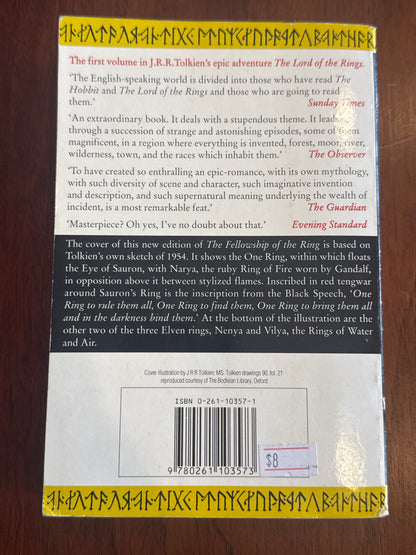 The first volume in J.R.R.Tolkien's epic adventure The Lord of the Rings.
'The English-speaking world is divided into those who have read The
Hobbit and The Lord of the Rings and those who are going to read
them.' Sunday Times
'An extraordinary book. It deals with a stupendous theme. It leads us
through a succession of strange and astonishing episodes, some of them
magnificent, in a region where everything is invented, forest, moor, river,
wilderness, town, and the races which inhabit them.' The Observer
'To have created so enthralling an epic-romance, with its own mythology,
with such diversity of scene and character, such imaginative invention
and description, and such supernatural meaning underlying the wealth of
incident, is a most remarkable feat.' The Guardian
'Masterpiece? Oh yes, I've no doubt about that.' Evening Standard
The cover of this new edition of The Fellowship of the Ring is based on
Tolkien's own sketch of 1954. It shows the One Ring, within which floats
the Eye of Sauron, with Narya, the ruby Ring of Fire worn by Gandalf,
in opposition above it between stylized flames. Inscribed in red tengwar
around Sauron's Ring is the inscription from the Black Speech, 'One
Ring to rule them all, One Ring to find them, One Ring to bring them all
and in the darkness bind them.' At the bottom of the illustration are the
other two of the three Elven rings, Nenya and Vilya, the Rings of Water
and Air.
Cover illustration by J.R.R Tolkien; MS. Tolkien drawings 90, fol. 21
reproduced courtesy of The Bodleian Library, Oxford
ISBN 0-261-10357-1
$8
9 780261 103573